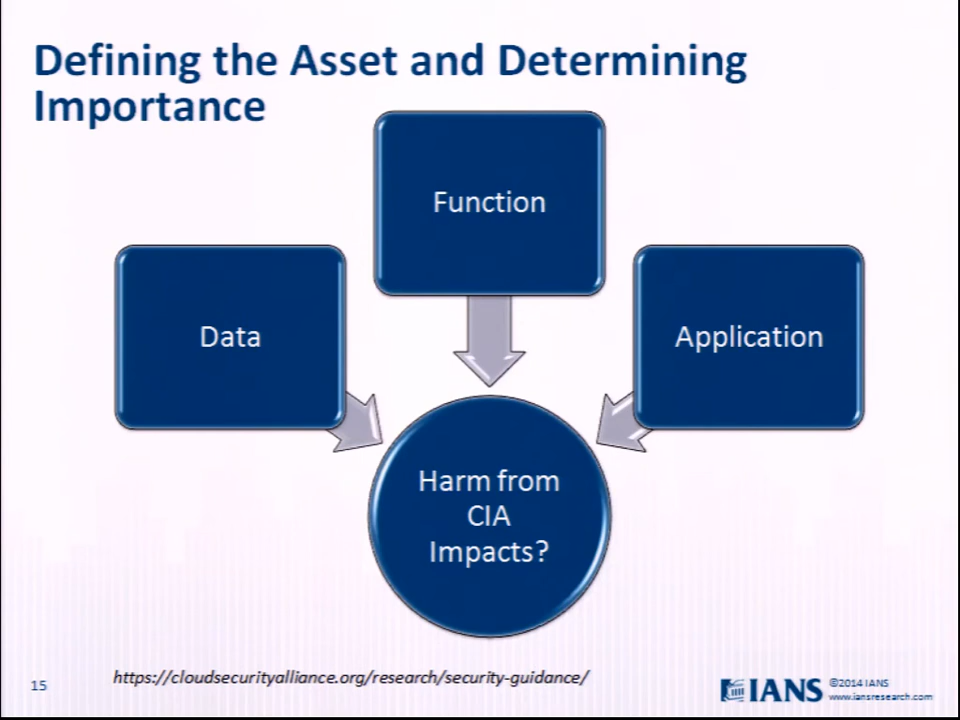 Defining the Asset and Determining
Importance
Function
Data
Application
Harm from
CIA
Impacts?
15
https://cloudsecurityalliance.org/research/security-guidance/
IANS
©2014 IANS
www.iansresearch.com